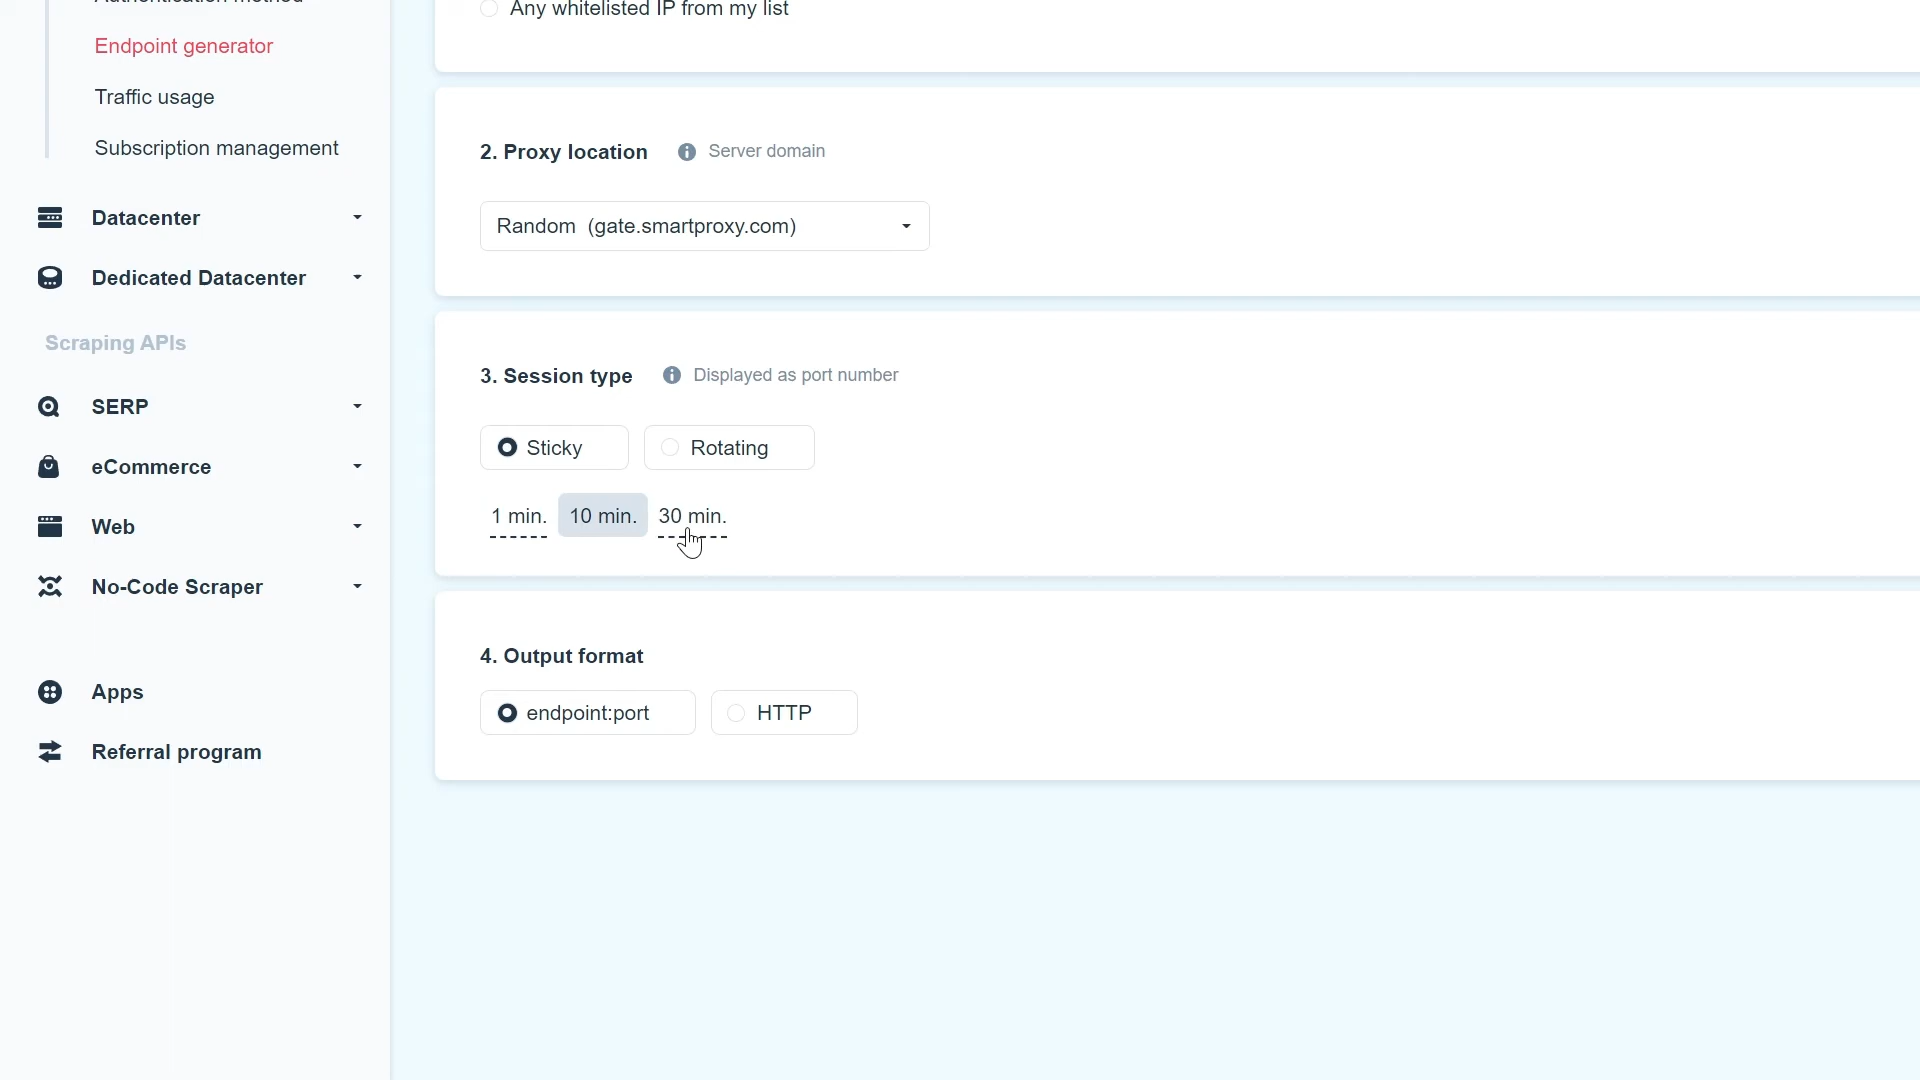 Authentication method
Any whitelisted IP from my list
Endpoint generator
Traffic usage
Subscription management
Datacenter
Dedicated Datacenter
Scraping APIs
SERP
eCommerce
Web
No-Code Scraper
Apps
Referral program
2. Proxy location Server domain
Random (gate.smartproxy.com)
3. Session type Displayed as port number
Sticky Rotating
1 min. 10 min. 30 min.
4. Output format
endpoint:port HTTP